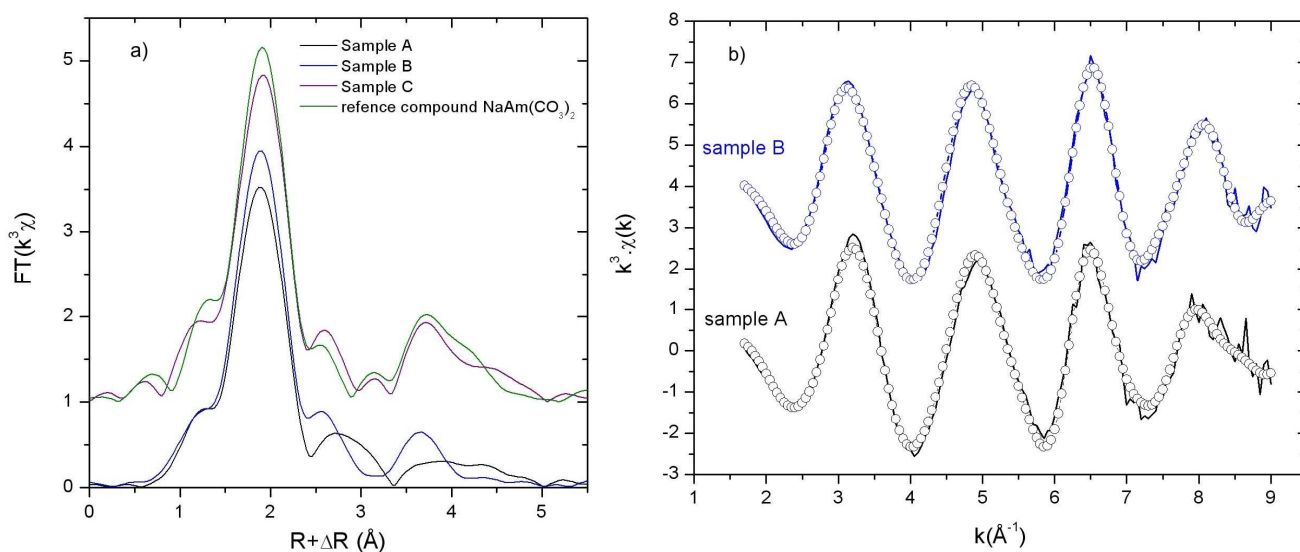 a)
Sample A
Sample B
Sample C
refence compound NaAm(CO3)2
5
4
3
2
1
0
FT(k³χ)
0 1 2 3 4 5
R+ΔR (Å)
b)
sample B
sample A
9
8
7
6
5
4
3
2
1
0
-1
-2
-3
k³.χ(k)
1 2 3 4 5 6 7 8 9
k(Å⁻¹)